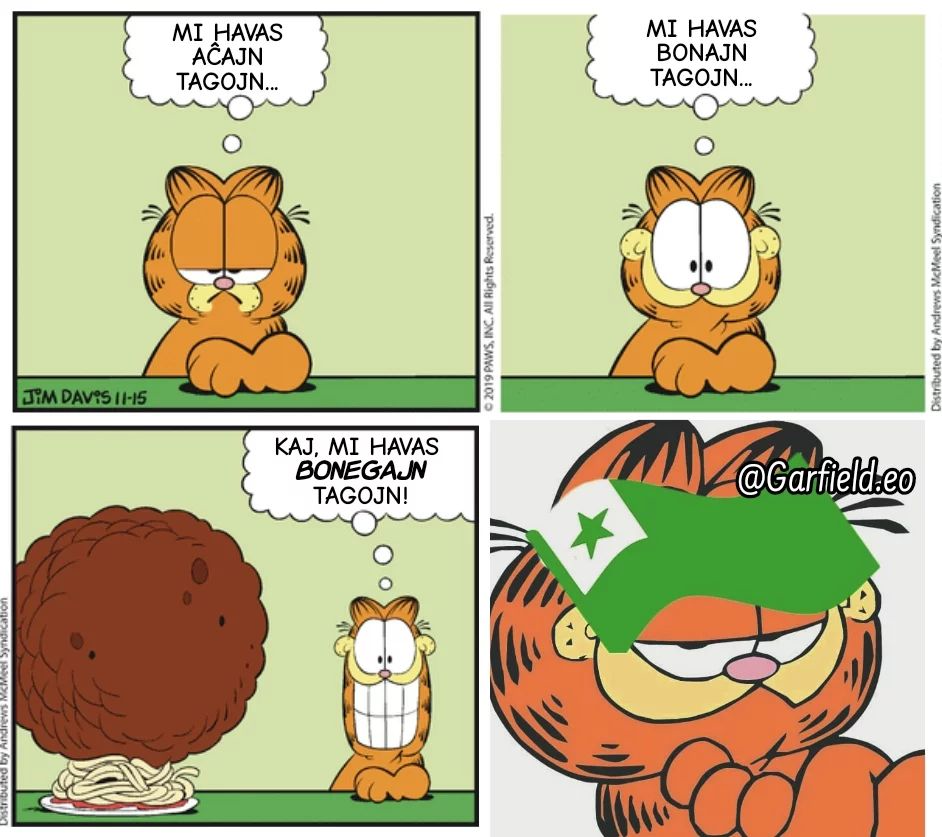 MI HAVAS
AĈAJN
TAGOJN...
MI HAVAS
BONAJN
TAGOJN...
JIM DAVIS 11-15
© 2019 PAWS, INC. All Rights Reserved.
Distributed by Andrews McMeel Syndication
KAJ, MI HAVAS
BONEGAJN
TAGOJN!
Distributed by Andrews McMeel Syndication
@Garfield.eo